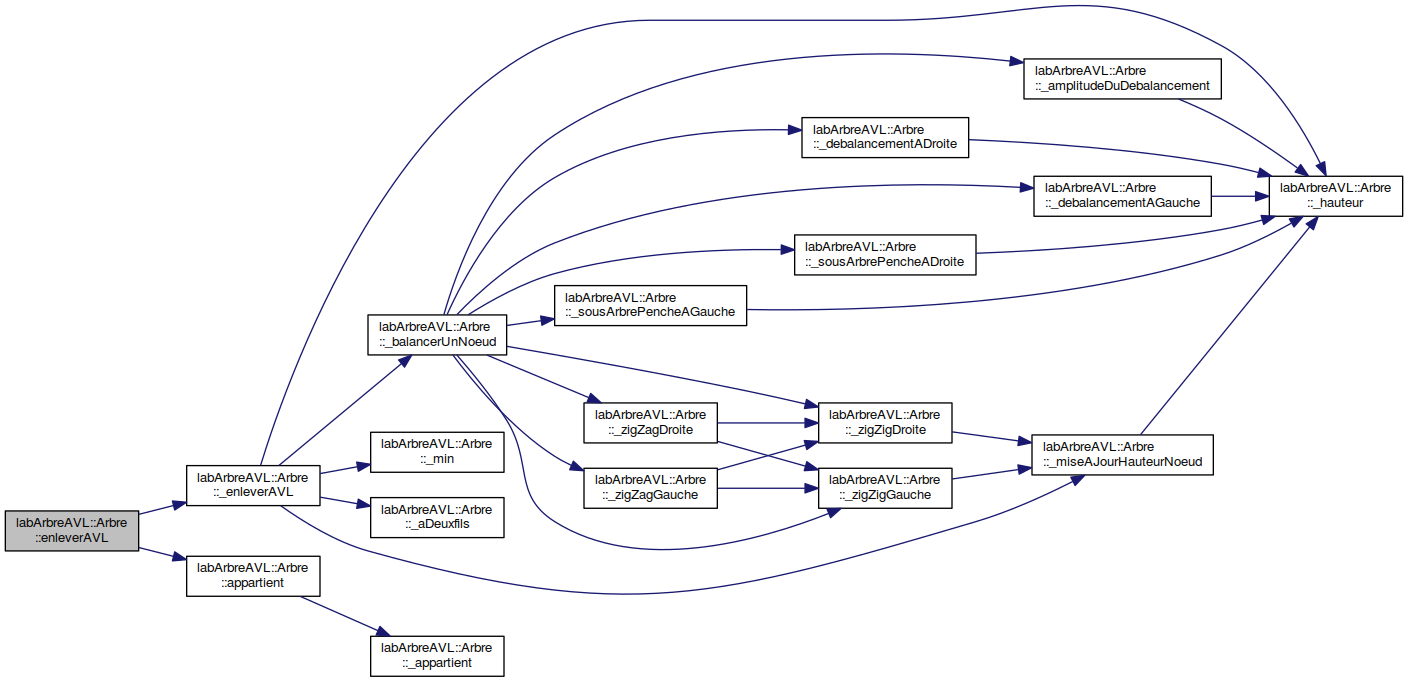 labArbreAVL::Arbre
::enleverAVL
labArbreAVL::Arbre
::_enleverAVL
labArbreAVL::Arbre
::appartient
labArbreAVL::Arbre
::_balancerUnNoeud
labArbreAVL::Arbre
::_min
labArbreAVL::Arbre
::_aDeuxfils
labArbreAVL::Arbre
::_appartient
labArbreAVL::Arbre
::_amplitudeDuDebalancement
labArbreAVL::Arbre
::_debalancementADroite
labArbreAVL::Arbre
::_debalancementAGauche
labArbreAVL::Arbre
::_sousArbrePencheADroite
labArbreAVL::Arbre
::_sousArbrePencheAGauche
labArbreAVL::Arbre
::_zigZagDroite
labArbreAVL::Arbre
::_zigZagGauche
labArbreAVL::Arbre
::_zigZigDroite
labArbreAVL::Arbre
::_zigZigGauche
labArbreAVL::Arbre
::_miseAJourHauteurNoeud
labArbreAVL::Arbre
::_hauteur